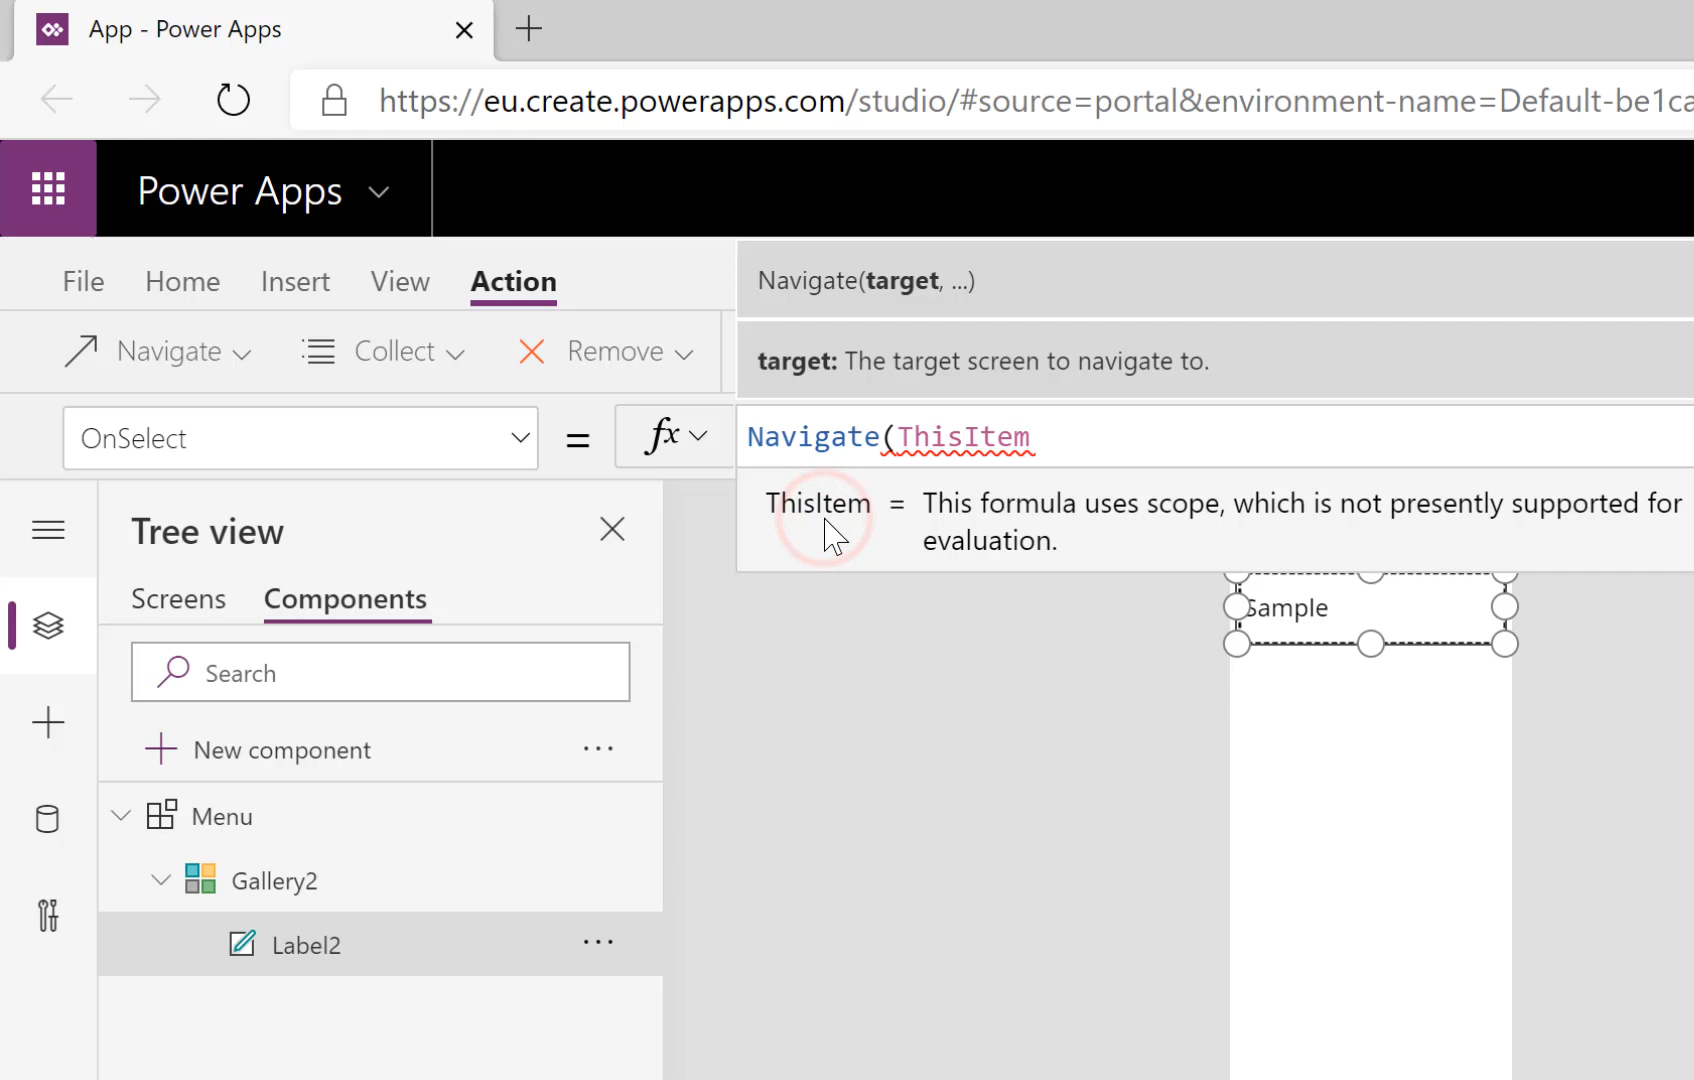 App - Power Apps
https://eu.create.powerapps.com/studio/#source=portal&environment-name=Default-be1ca
Power Apps
File Home Insert View Action
Navigate(target, ...)
Navigate Collect Remove
target: The target screen to navigate to.
OnSelect = fx Navigate(ThisItem
ThisItem = This formula uses scope, which is not presently supported for
evaluation.
Tree view
Screens Components
Sample
Search
New component ...
Menu
Gallery2
Label2 ...